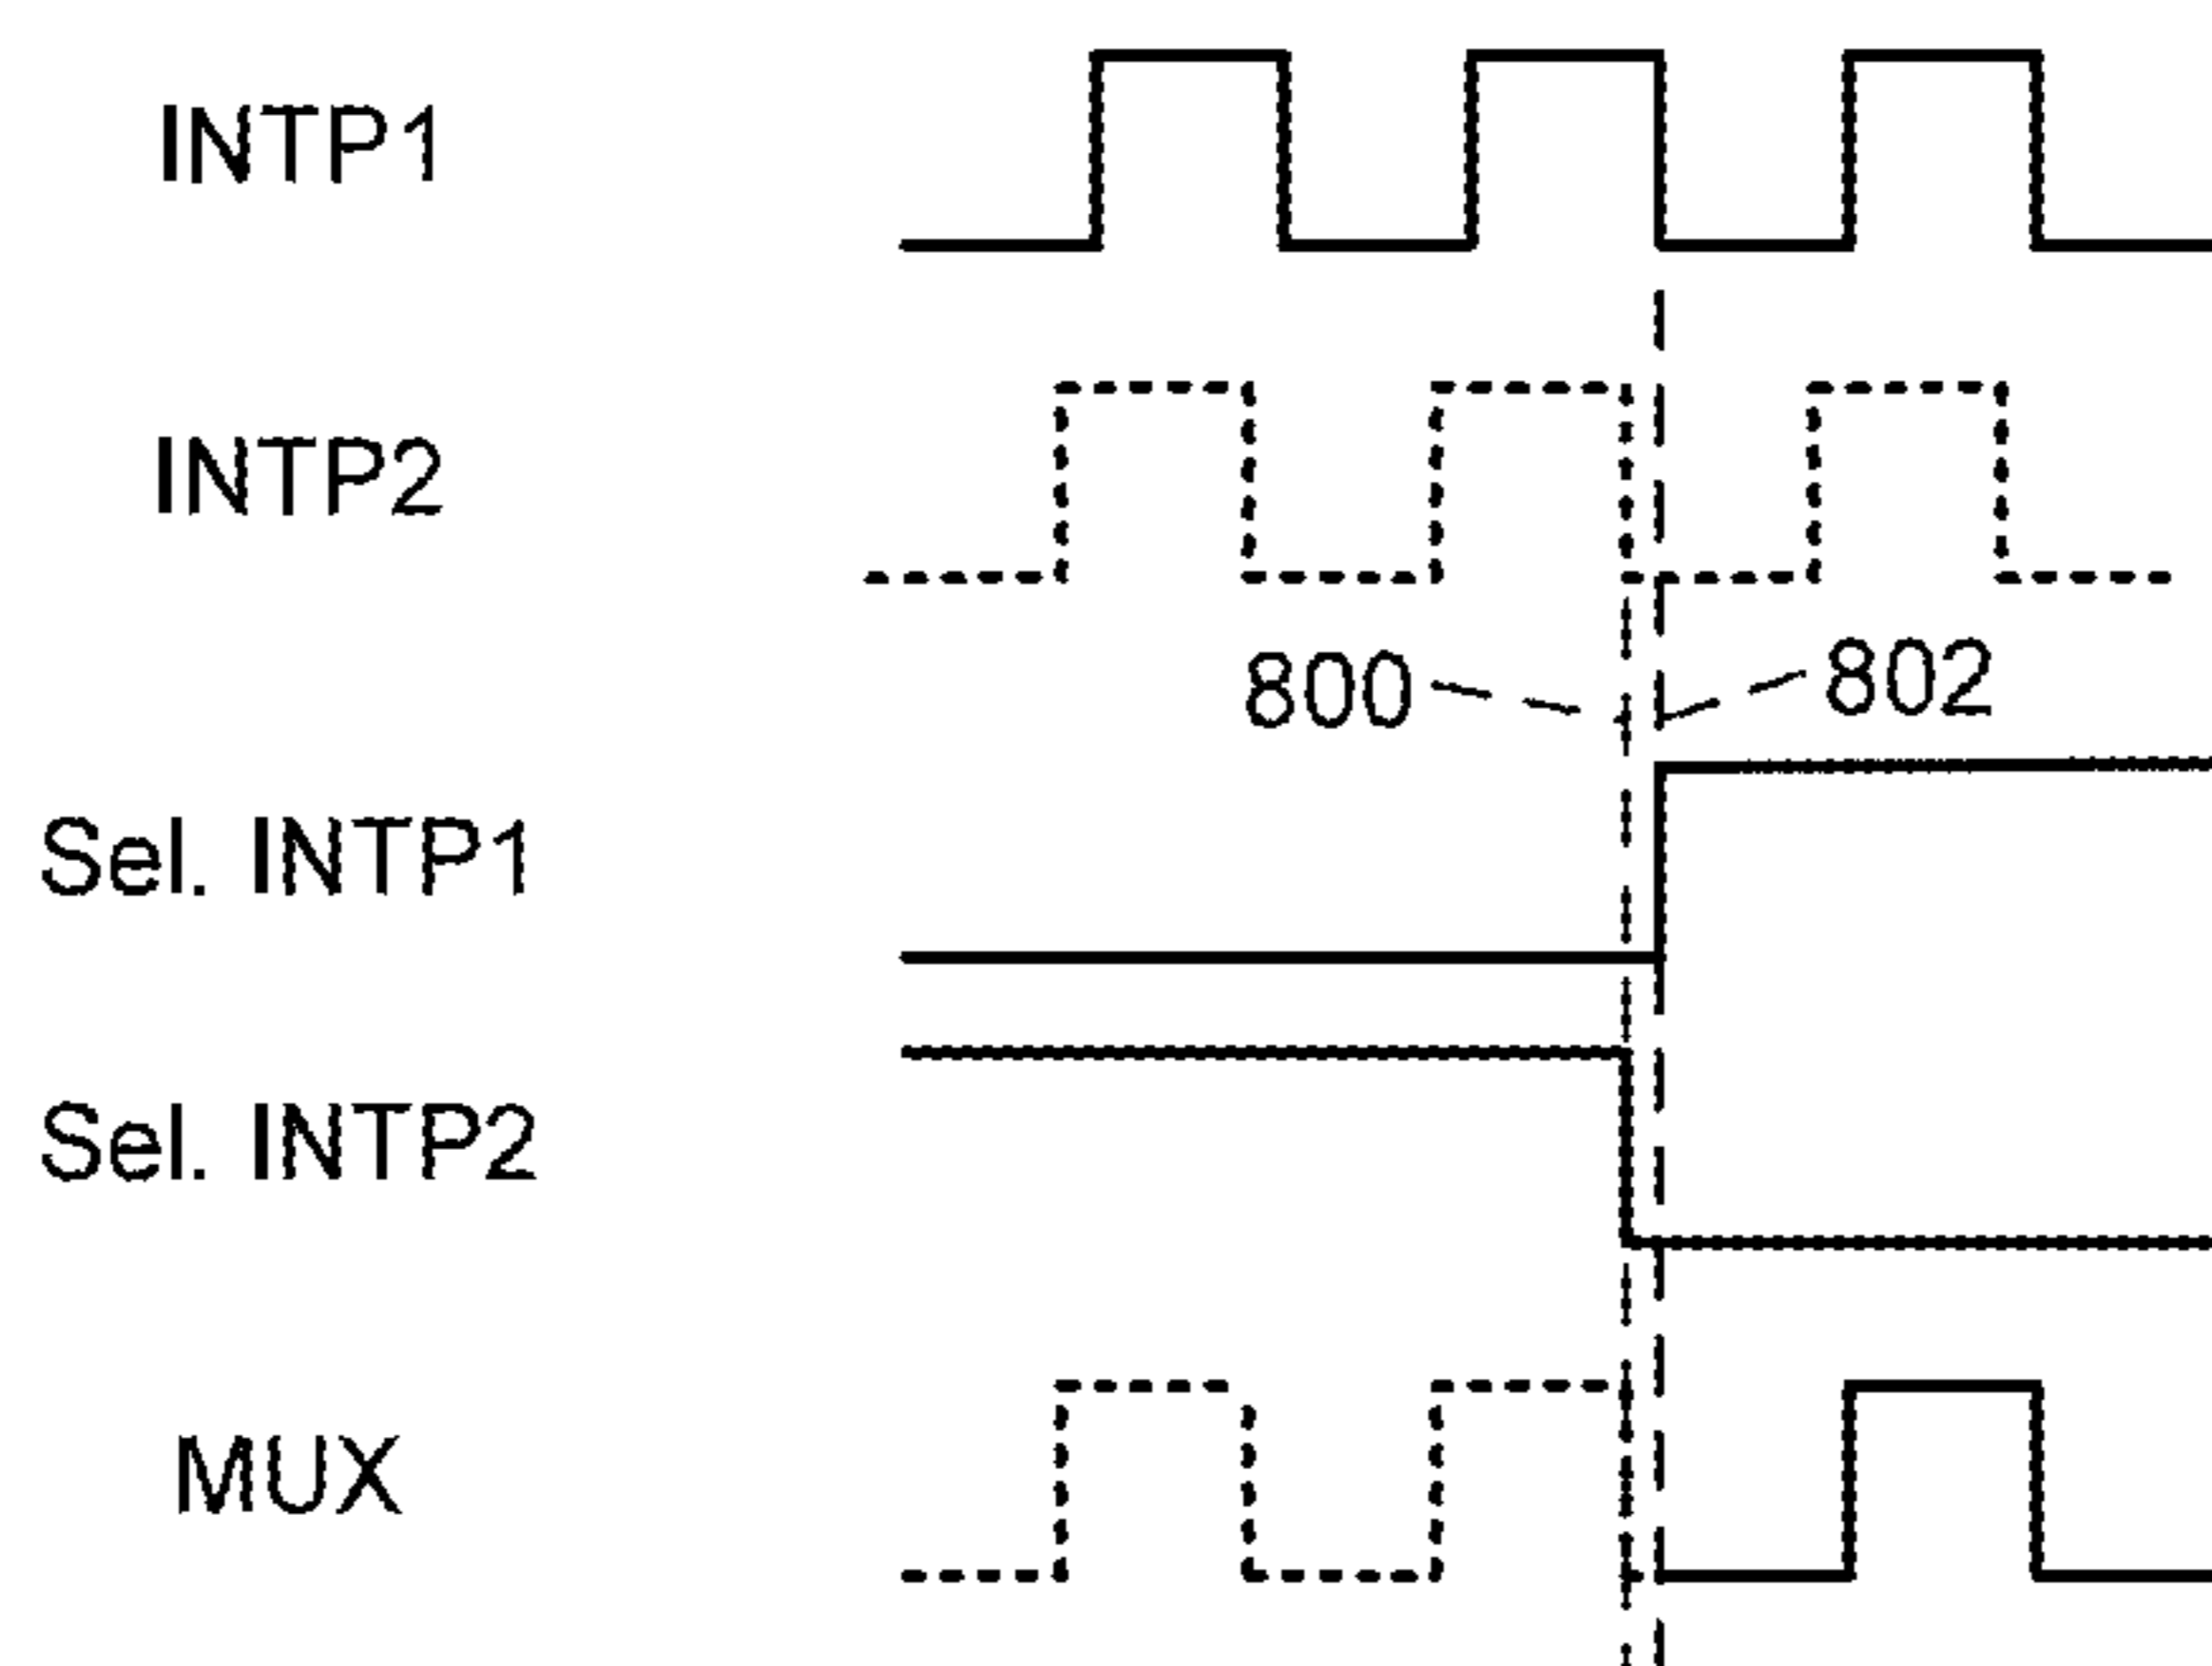 INTP1
INTP2
800
802
Sel. INTP1
Sel. INTP2
MUX